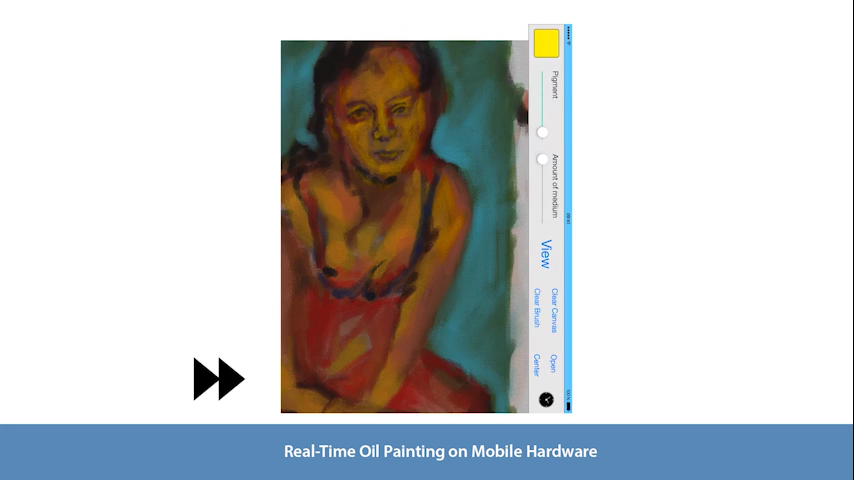 Pigment
Amount of medium
View
Clear Canvas
Clear Brush
Open
Center
Real-Time Oil Painting on Mobile Hardware